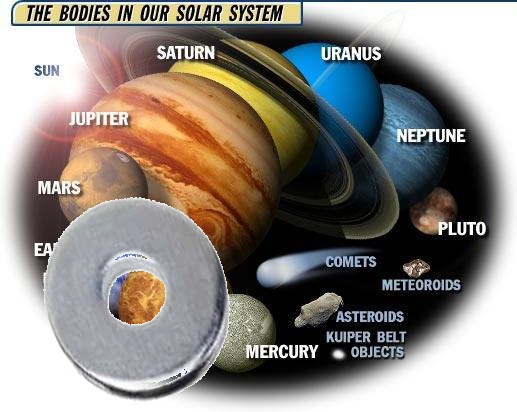 THE BODIES IN OUR SOLAR SYSTEM
SUN
SATURN
URANUS
JUPITER
NEPTUNE
MARS
PLUTO
COMETS
METEOROIDS
ASTEROIDS
KUIPER BELT
OBJECTS
MERCURY